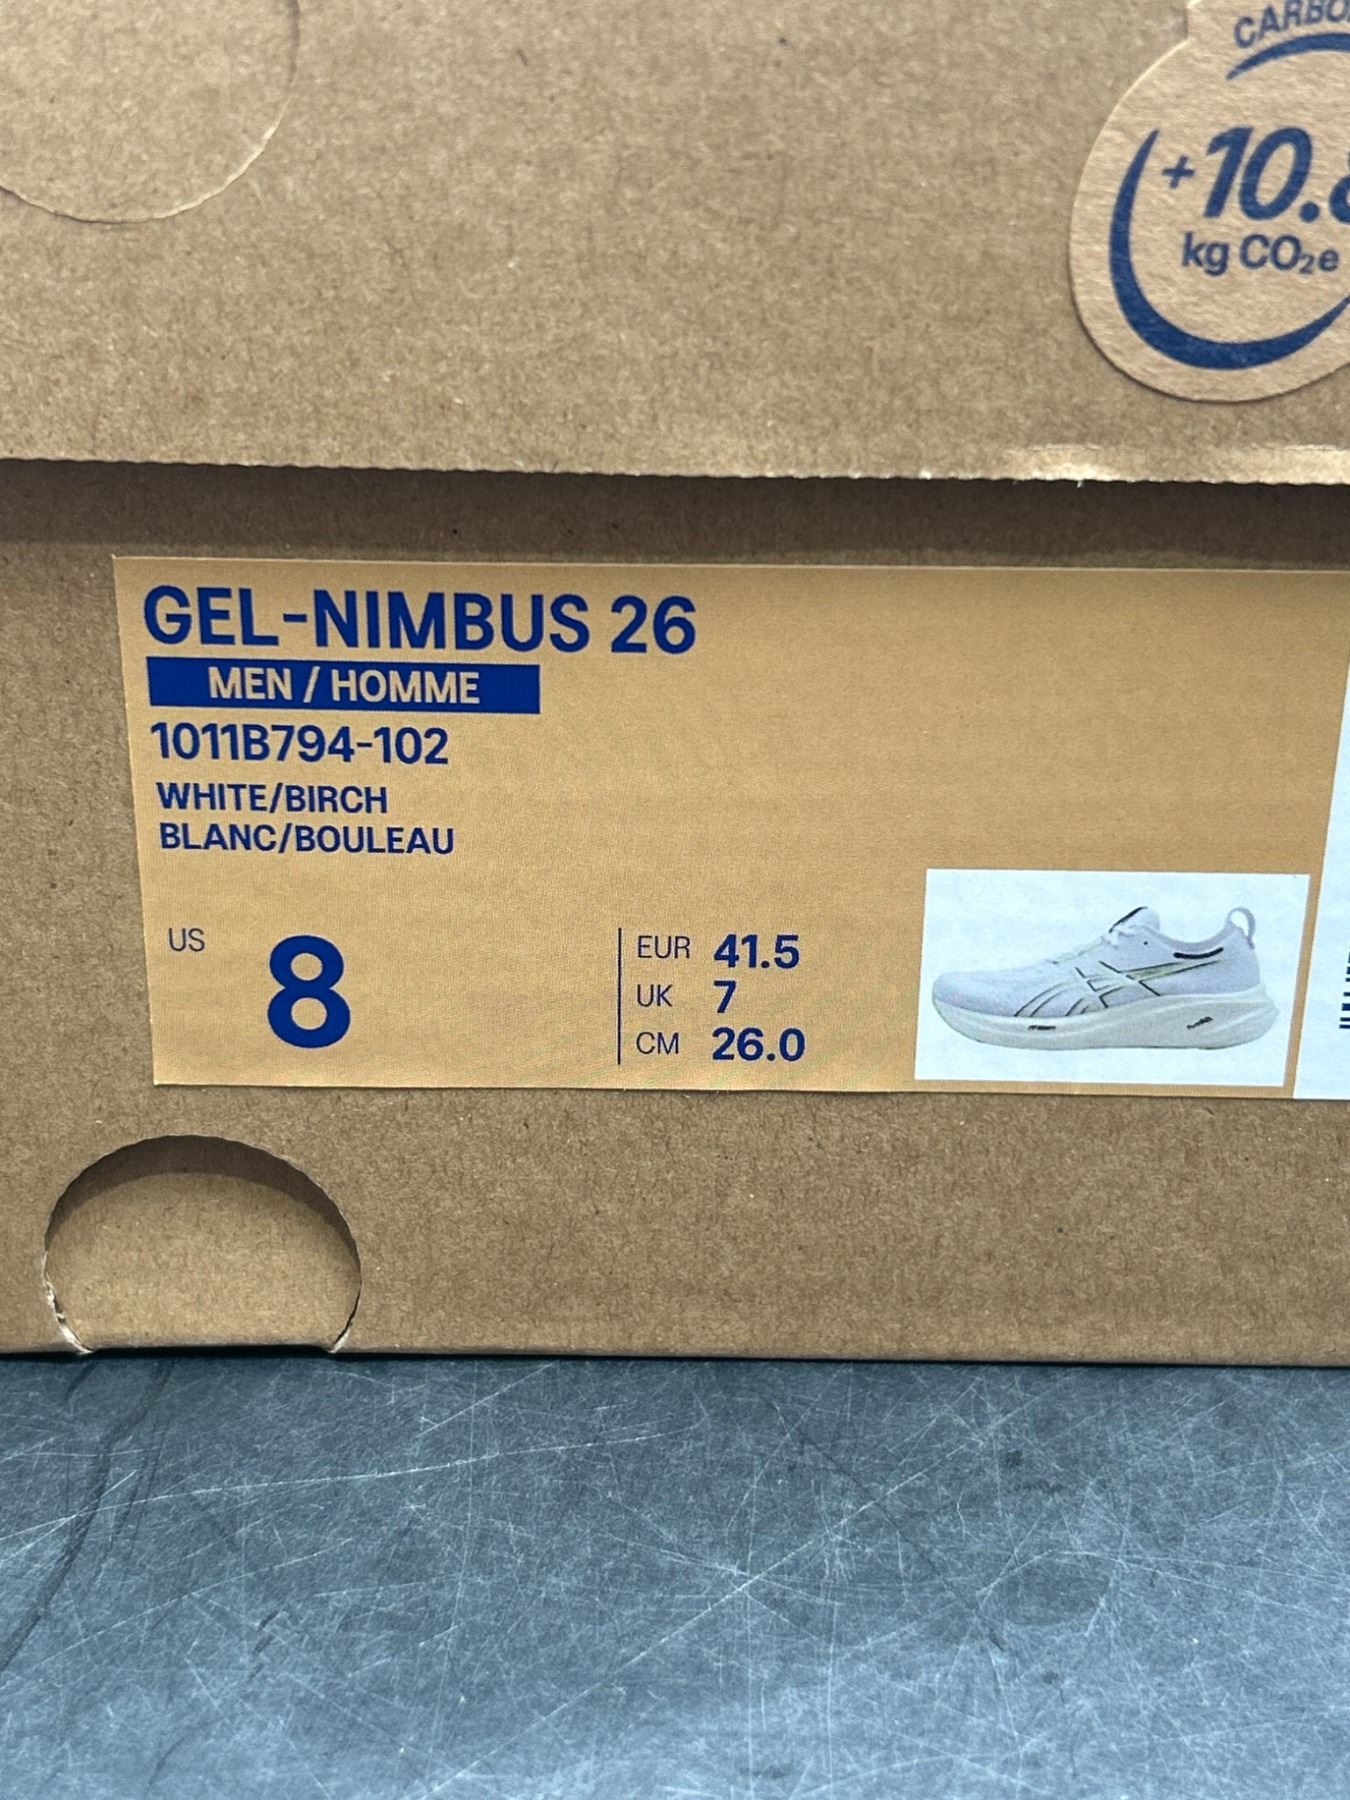 +10.8
kg CO₂e
GEL-NIMBUS 26
MEN / HOMME
1011B794-102
WHITE/BIRCH
BLANC/BOULEAU
US 8
EUR 41.5
UK 7
CM 26.0